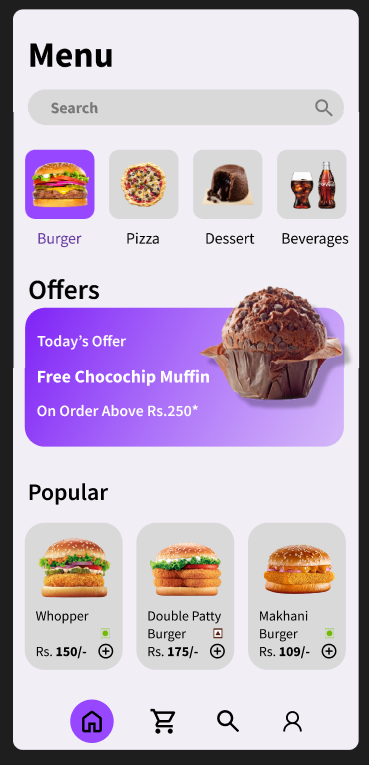 Menu
Search
Burger
Pizza
Dessert
Beverages
Offers
Today's Offer
Free Chocochip Muffin
On Order Above Rs.250*
Popular
Whopper
Rs. 150/-
Double Patty
Burger
Rs. 175/-
Makhani
Burger
Rs. 109/-